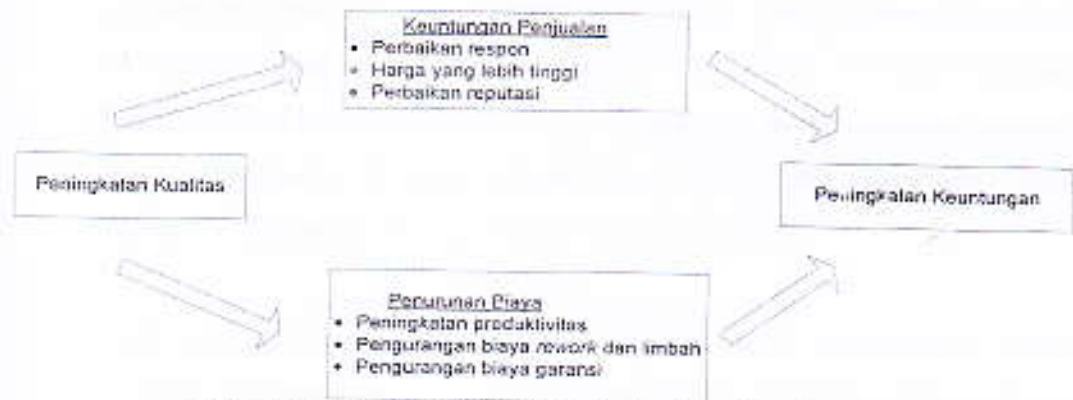 Keuntungan Penjualan
• Perbaikan respon
• Harga yang lebih tinggi
• Perbaikan reputasi
Peningkatan Kualitas
Peningkatan Keuntungan
Penurunan Biaya
• Peningkatan produktivitas
• Pengurangan biaya rework dan limbah
• Pengurangan biaya garansi